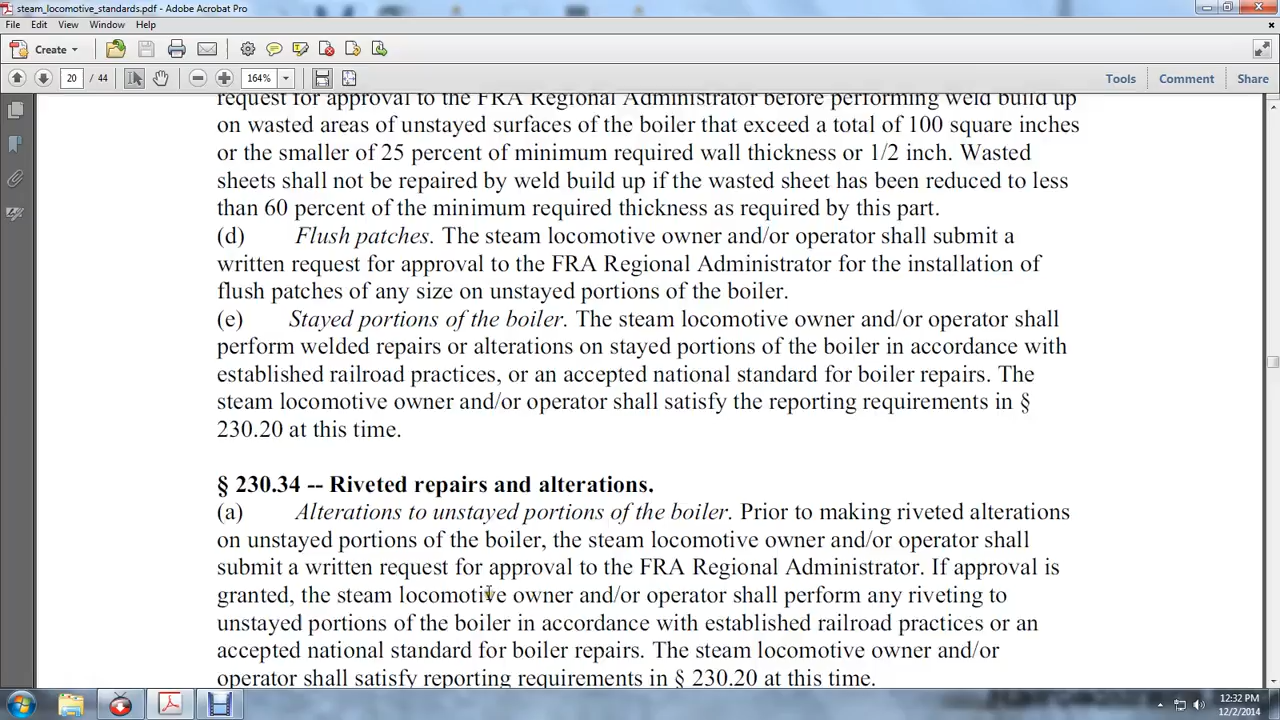 steam_locomotive_standards.pdf - Adobe Acrobat Pro
File Edit View Window Help
Create
20 / 44 164% Tools Comment Share
request for approval to the FRA Regional Administrator before performing weld build up
on wasted areas of unstayed surfaces of the boiler that exceed a total of 100 square inches
or the smaller of 25 percent of minimum required wall thickness or 1/2 inch. Wasted
sheets shall not be repaired by weld build up if the wasted sheet has been reduced to less
than 60 percent of the minimum required thickness as required by this part.
(d) Flush patches. The steam locomotive owner and/or operator shall submit a
written request for approval to the FRA Regional Administrator for the installation of
flush patches of any size on unstayed portions of the boiler.
(e) Stayed portions of the boiler. The steam locomotive owner and/or operator shall
perform welded repairs or alterations on stayed portions of the boiler in accordance with
established railroad practices, or an accepted national standard for boiler repairs. The
steam locomotive owner and/or operator shall satisfy the reporting requirements in §
230.20 at this time.
§ 230.34 -- Riveted repairs and alterations.
(a) Alterations to unstayed portions of the boiler. Prior to making riveted alterations
on unstayed portions of the boiler, the steam locomotive owner and/or operator shall
submit a written request for approval to the FRA Regional Administrator. If approval is
granted, the steam locomotive owner and/or operator shall perform any riveting to
unstayed portions of the boiler in accordance with established railroad practices or an
accepted national standard for boiler repairs. The steam locomotive owner and/or
operator shall satisfy reporting requirements in § 230.20 at this time.
12:32 PM
12/2/2014